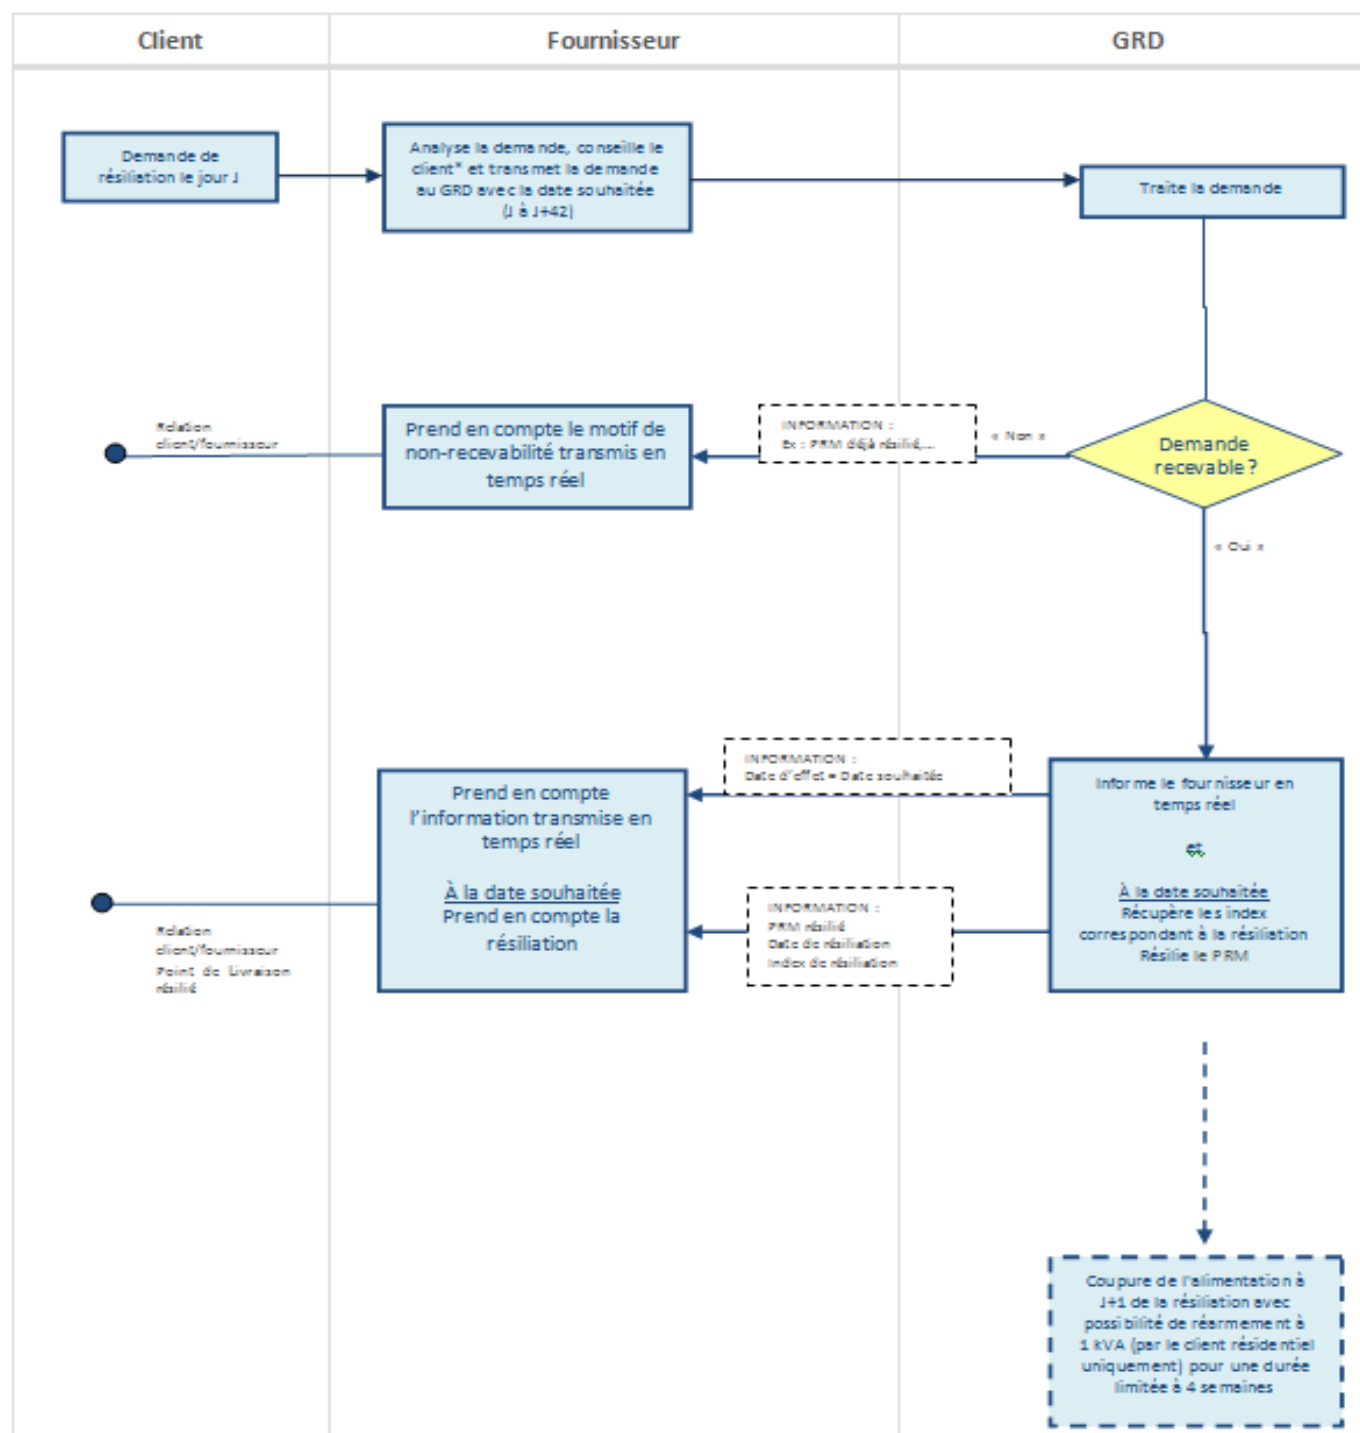 Client
Fournisseur
GRD
Demande de
résiliation le jour J
Analyse la demande, conseille le
client* et transmet la demande
au GRD avec la date souhaitée
(J à J+42)
Traite la demande
Relation
client/fournisseur
Prend en compte le motif de
non-recevabilité transmis en
temps réel
INFORMATION :
Ex : PRM déjà résilié,...
« Non »
Demande
recevable ?
« Oui »
INFORMATION :
Date d'effet = Date souhaitée
Prend en compte
l'information transmise en
temps réel
À la date souhaitée
Prend en compte la
résiliation
Informe le fournisseur en
temps réel
et
À la date souhaitée
Récupère les index
correspondant à la résiliation
Résilie le PRM
INFORMATION :
PRM résilié
Date de résiliation
Index de résiliation
Relation
client/fournisseur
Point de Livraison
résilié
Coupure de l'alimentation à
J+1 de la résiliation avec
possibilité de réarmement à
1 kVA (par le client résidentiel
uniquement) pour une durée
limitée à 4 semaines